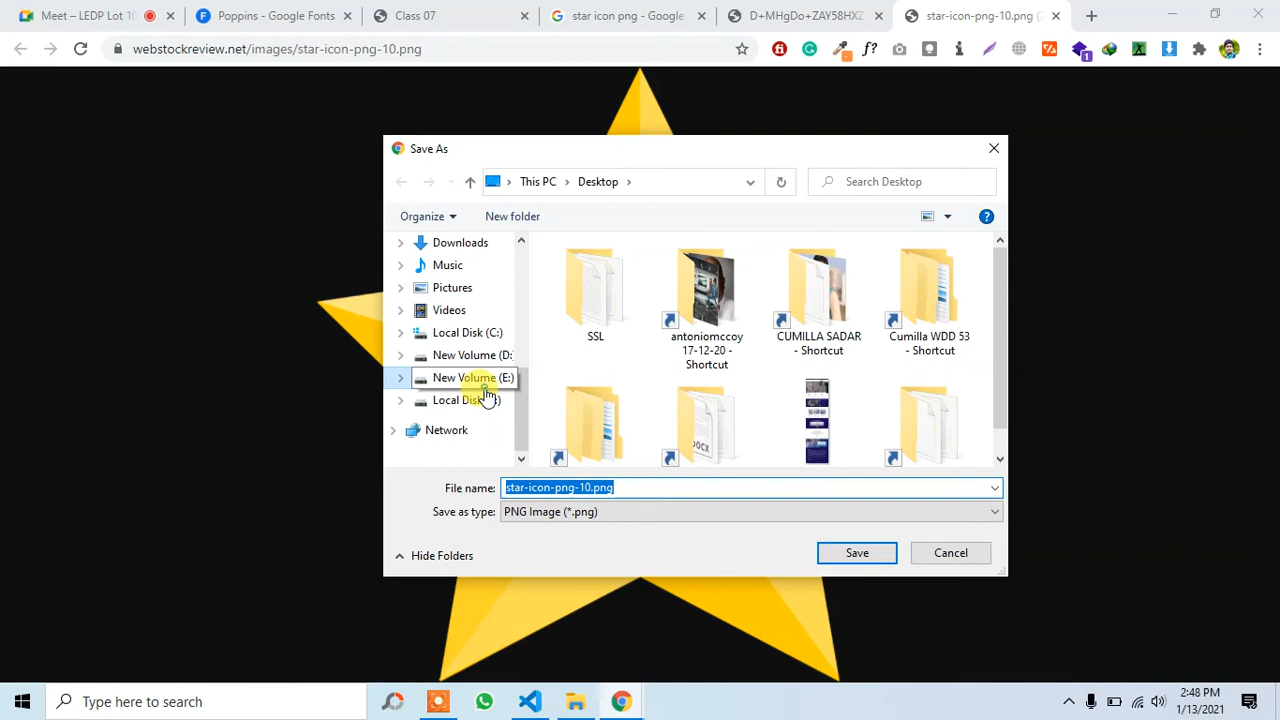 Meet – LEDP Lot 10
Poppins - Google Fonts
Class 07
star icon png - Google
D+MHgDo+ZAY58HXZ
star-icon-png-10.png (2
webstockreview.net/images/star-icon-png-10.png
f?
1
Save As
This PC
Desktop
Search Desktop
Organize
New folder
Downloads
Music
Pictures
Videos
Local Disk (C:)
New Volume (D:
New Volume (E:)
Local Disk
Network
SSL
antoniomccoy
17-12-20 -
Shortcut
CUMILLA SADAR
- Shortcut
Cumilla WDD 53
- Shortcut
DOCX
File name:
star-icon-png-10.png
Save as type:
PNG Image (*.png)
Hide Folders
Save
Cancel
Type here to search
2:48 PM
1/13/2021